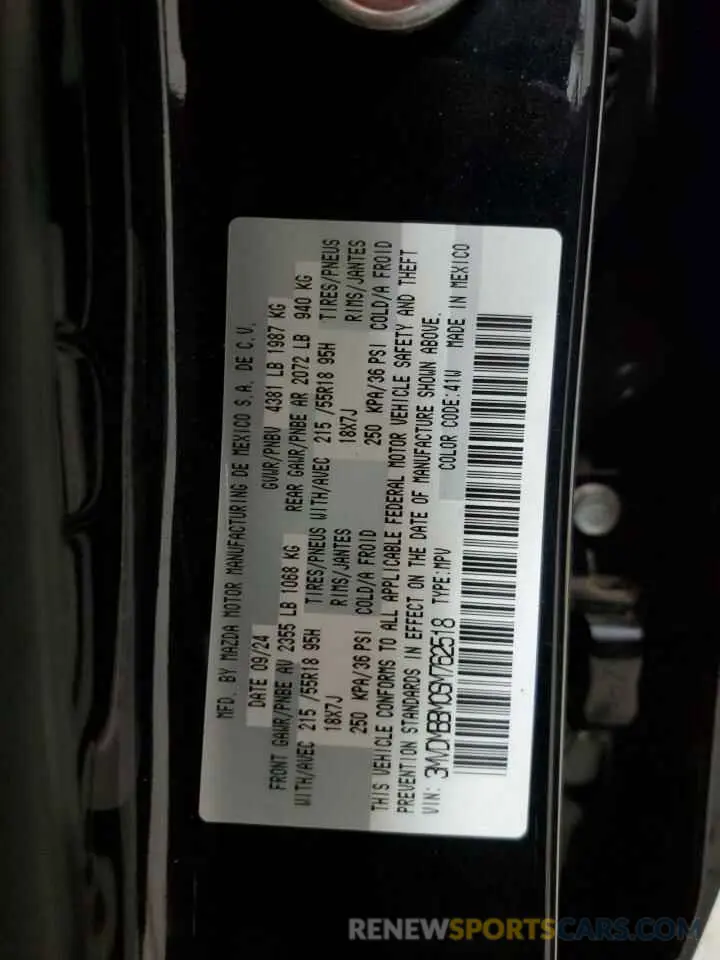 MFD. BY MAZDA MOTOR MANUFACTURING DE MEXICO S.A. DE C.V.
DATE 09/24 GVWR/PNBV 4381 LB 1987 KG
FRONT GAWR/PNBE AV 2355 LB 1068 KG REAR GAWR/PNBE AR 2072 LB 940 KG
WITH/AVEC 215 /55R18 95H TIRES/PNEUS WITH/AVEC 215 /55R18 95H TIRES/PNEUS
18X7J RIMS/JANTES 18X7J RIMS/JANTES
250 KPA/36 PSI COLD/A FROID 250 KPA/36 PSI COLD/A FROID
THIS VEHICLE CONFORMS TO ALL APPLICABLE FEDERAL MOTOR VEHICLE SAFETY AND THEFT
PREVENTION STANDARDS IN EFFECT ON THE DATE OF MANUFACTURE SHOWN ABOVE.
VIN: 3MVDMBBM0SM762518 TYPE:MPV COLOR CODE:41W MADE IN MEXICO
RENEWSPORTSCARS.COM